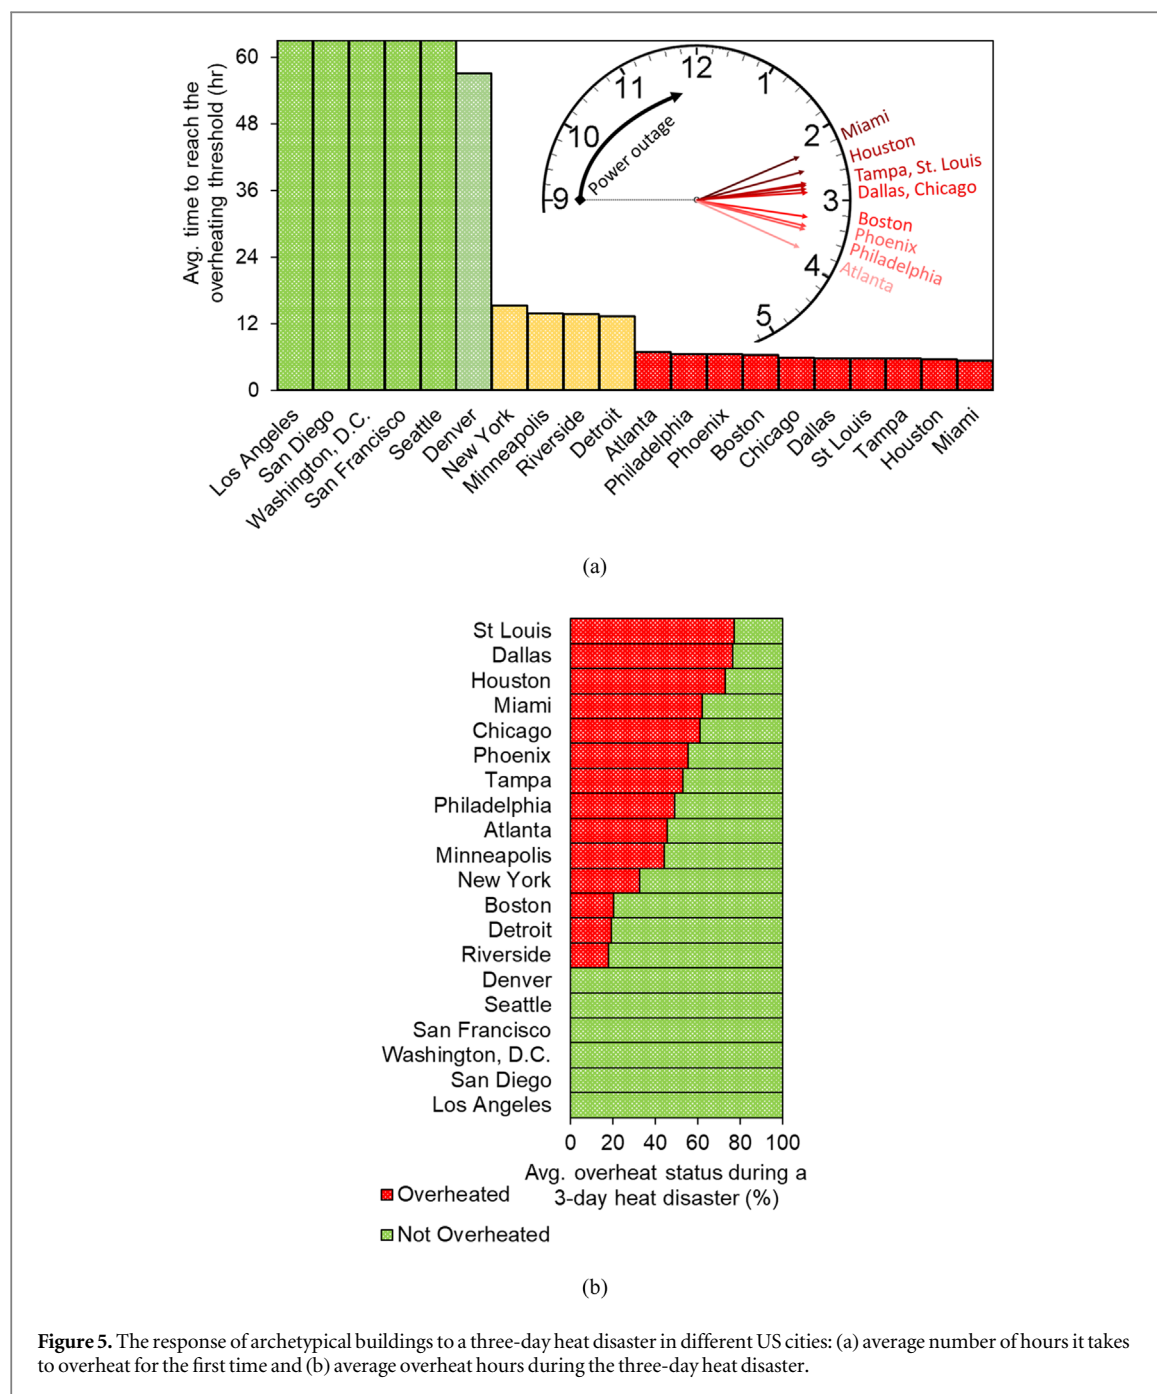 Avg. time to reach the
overheating threshold (hr)
60
48
36
24
12
0
12
11
10
9
1
2
3
4
5
Power outage
Miami
Houston
Tampa, St. Louis
Dallas, Chicago
Boston
Phoenix
Philadelphia
Atlanta
Los Angeles
San Diego
Washington, D.C.
San Francisco
Seattle
Denver
New York
Minneapolis
Riverside
Detroit
Atlanta
Philadelphia
Phoenix
Boston
Chicago
Dallas
St Louis
Tampa
Houston
Miami
(a)
St Louis
Dallas
Houston
Miami
Chicago
Phoenix
Tampa
Philadelphia
Atlanta
Minneapolis
New York
Boston
Detroit
Riverside
Denver
Seattle
San Francisco
Washington, D.C.
San Diego
Los Angeles
0 20 40 60 80 100
Avg. overheat status during a
3-day heat disaster (%)
Overheated
Not Overheated
(b)
Figure 5. The response of archetypical buildings to a three-day heat disaster in different US cities: (a) average number of hours it takes
to overheat for the first time and (b) average overheat hours during the three-day heat disaster.